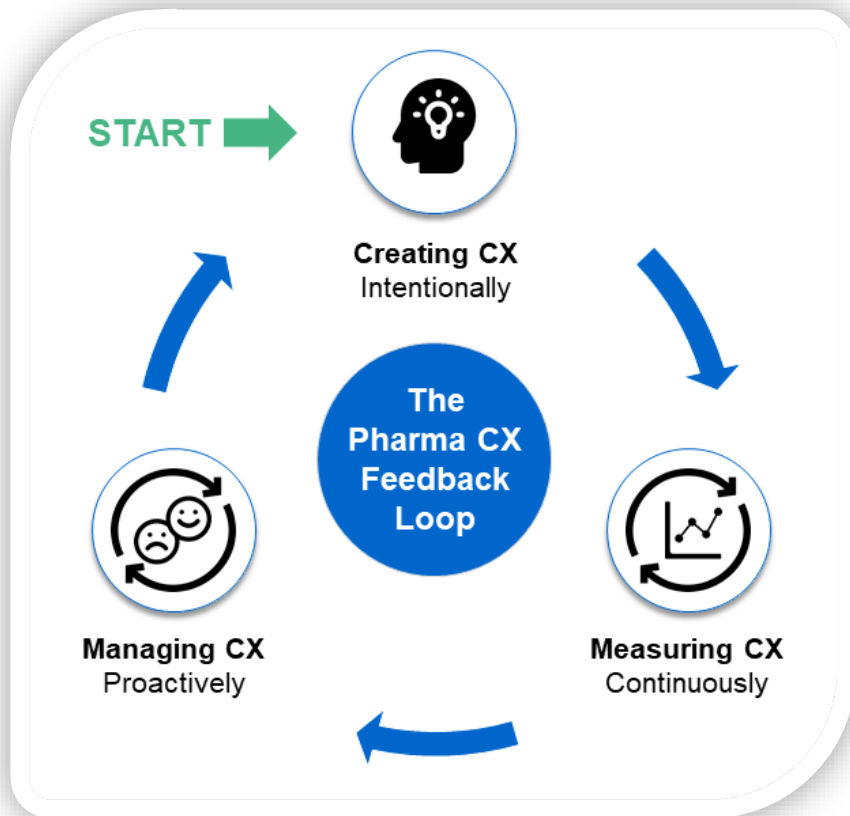 START
Creating CX
Intentionally
The
Pharma CX
Feedback
Loop
Managing CX
Proactively
Measuring CX
Continuously